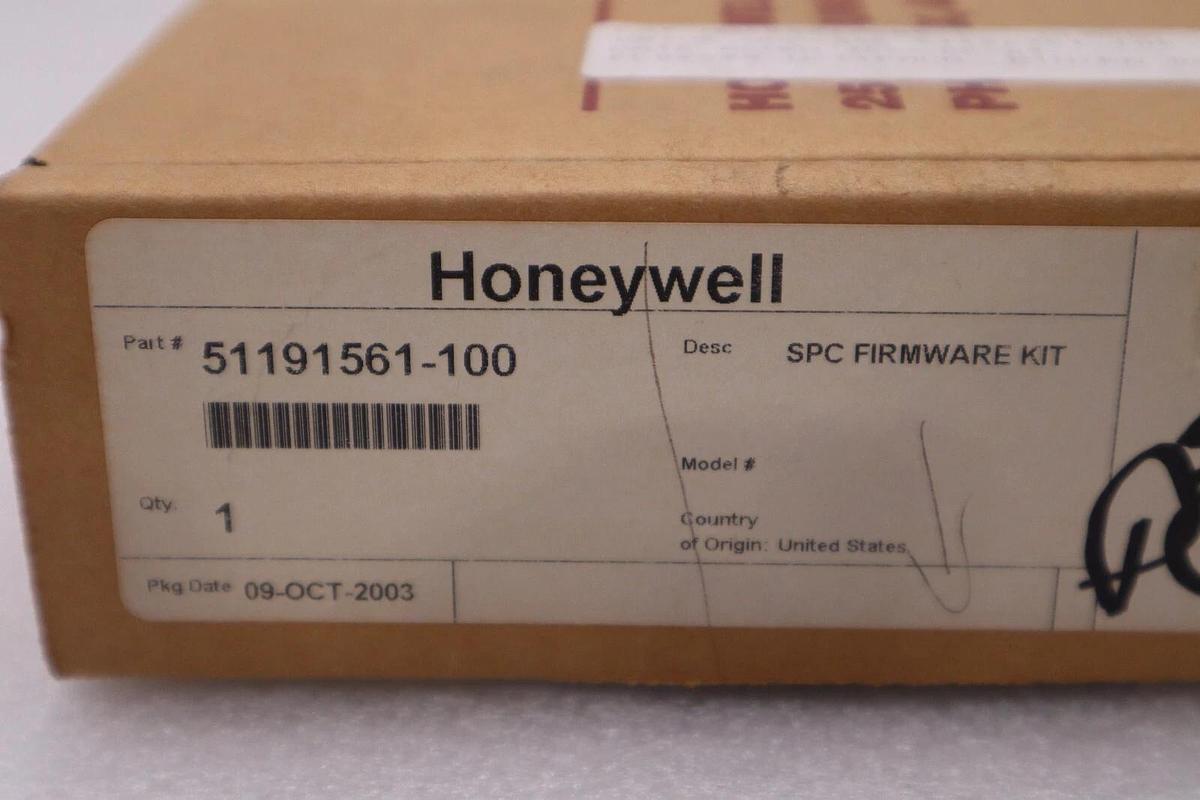 Honeywell
Part # 51191561-100
Desc SPC FIRMWARE KIT
Model #
Qty. 1
Country
of Origin: United States
Pkg Date 09-OCT-2003